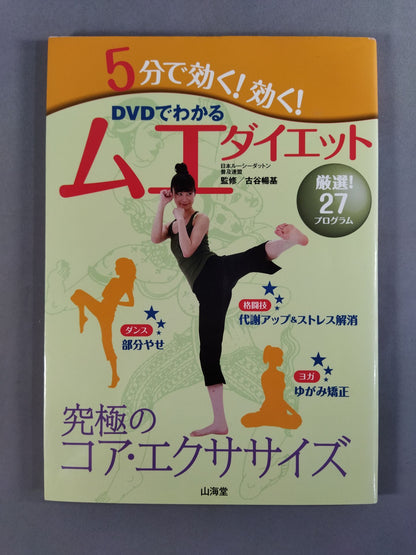 5分で効く!効く!
DVDでわかる
ムエダイエット
日本ルーシーダットン
普及連盟
監修/古谷暢基
厳選!
27
プログラム
格闘技
代謝アップ&ストレス解消
ダンス
部分やせ
ヨガ
ゆがみ矯正
究極の
コア・エクササイズ
山海堂